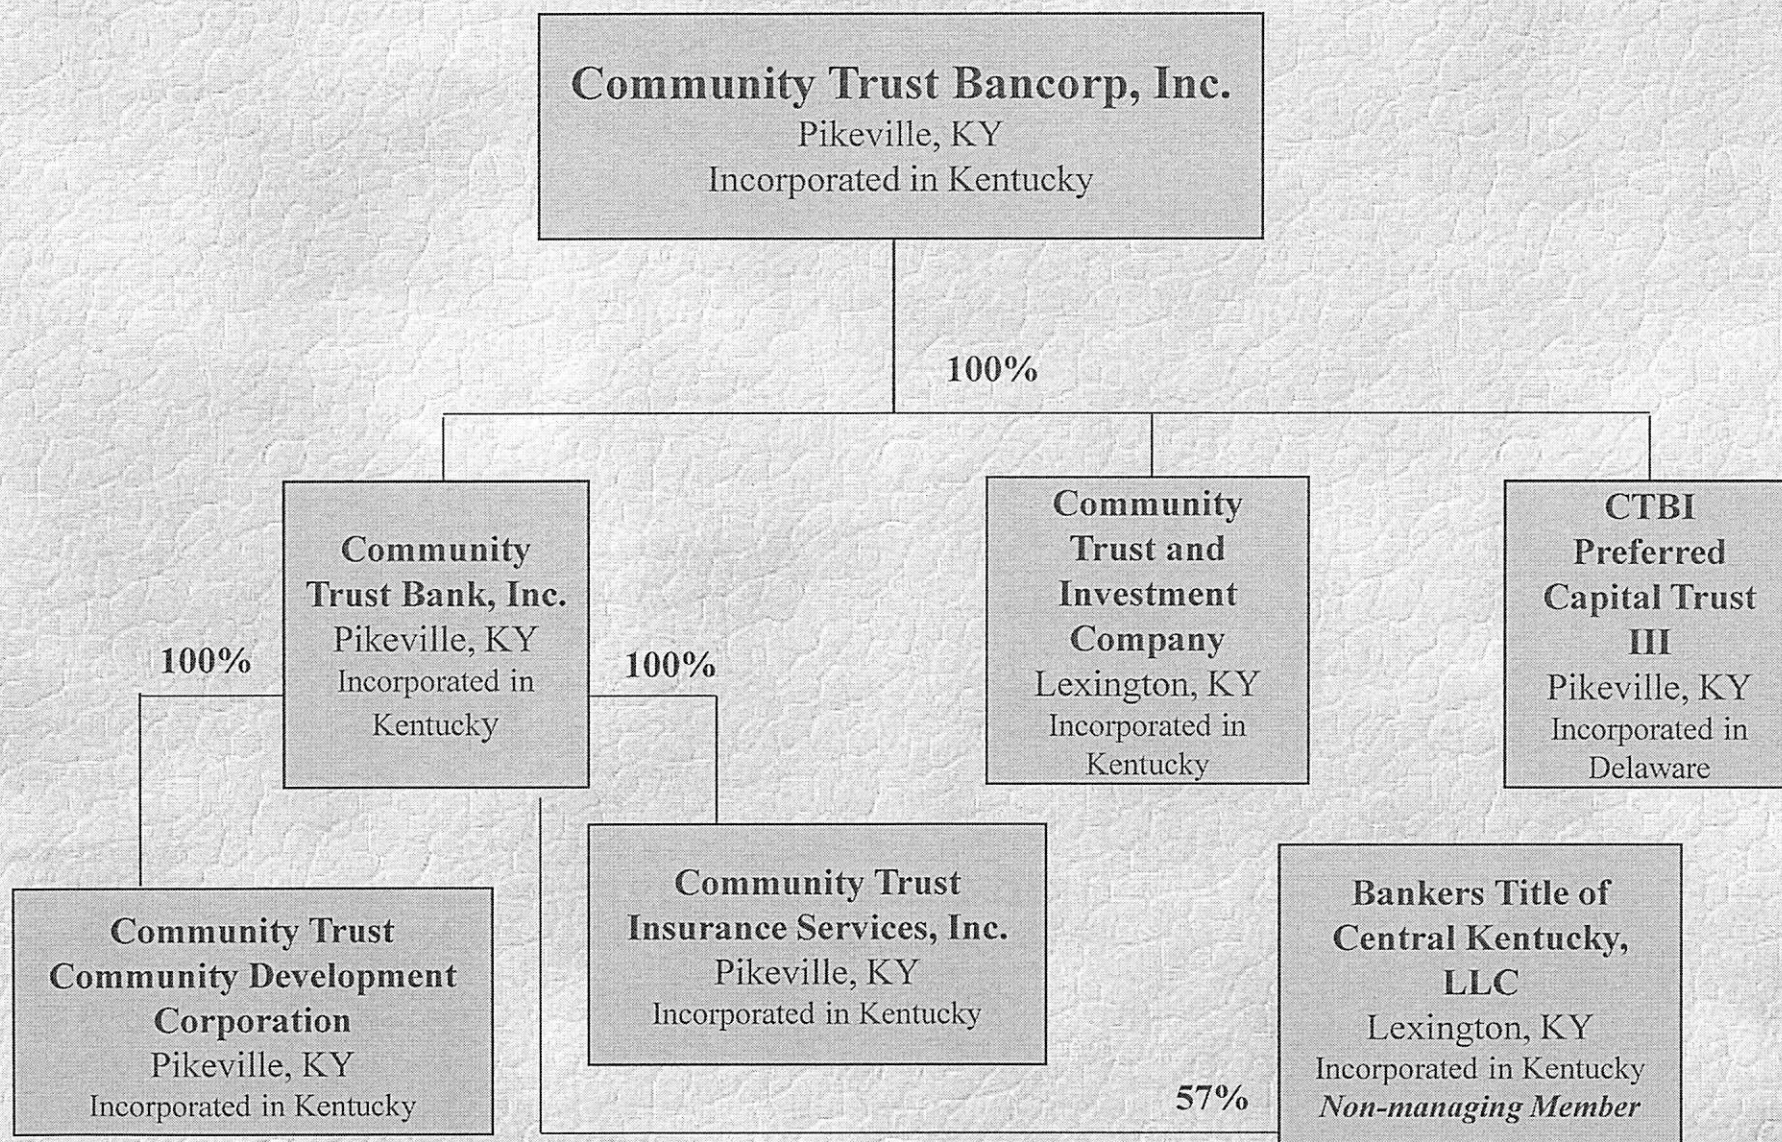 Community Trust Bancorp, Inc.
Pikeville, KY
Incorporated in Kentucky
100%
Community
Trust Bank, Inc.
Pikeville, KY
Incorporated in
Kentucky
Community
Trust and
Investment
Company
Lexington, KY
Incorporated in
Kentucky
CTBI
Preferred
Capital Trust
III
Pikeville, KY
Incorporated in
Delaware
100%
100%
Community Trust
Community Development
Corporation
Pikeville, KY
Incorporated in Kentucky
Community Trust
Insurance Services, Inc.
Pikeville, KY
Incorporated in Kentucky
57%
Bankers Title of
Central Kentucky,
LLC
Lexington, KY
Incorporated in Kentucky
Non-managing Member